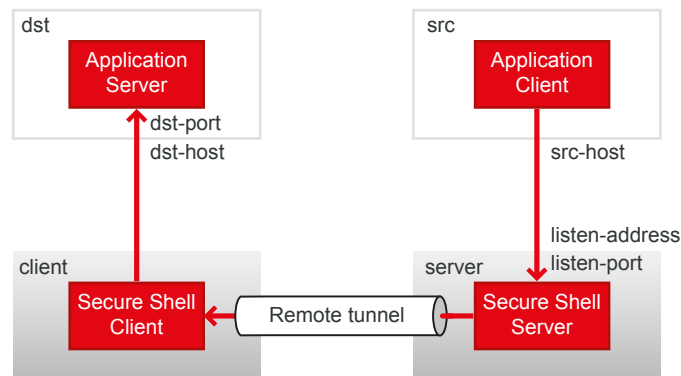 dst
Application
Server
dst-port
dst-host
src
Application
Client
src-host
listen-address
listen-port
client
Secure Shell
Client
Remote tunnel
server
Secure Shell
Server